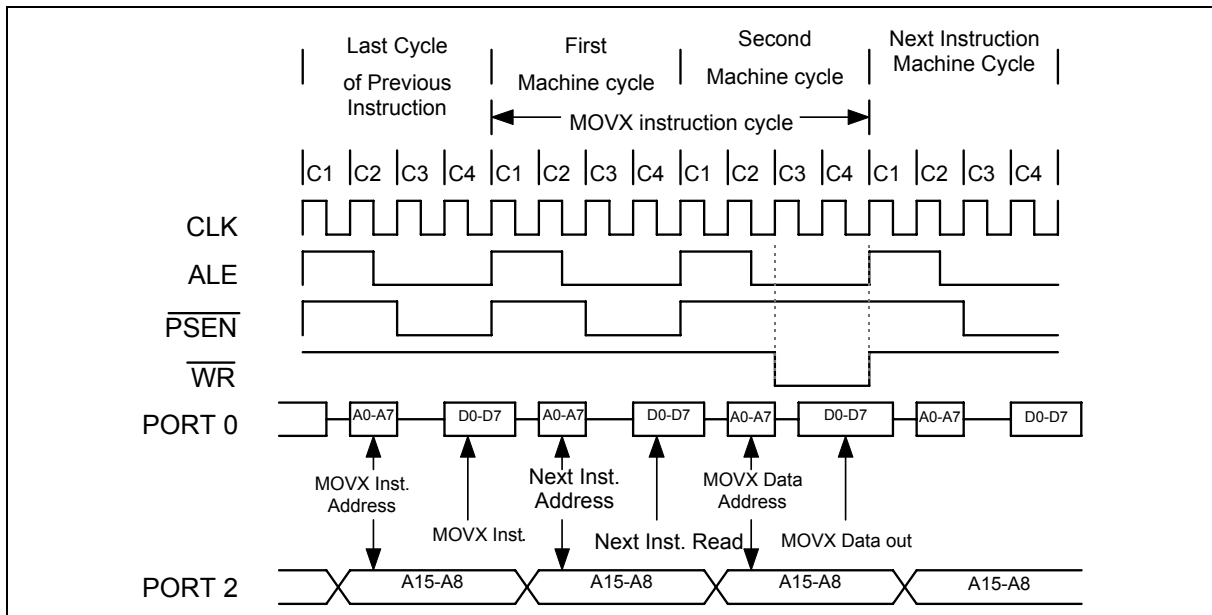 Last Cycle
of Previous
Instruction
First
Machine cycle
Second
Machine cycle
Next Instruction
Machine Cycle
MOVX instruction cycle
C1 C2 C3 C4 C1 C2 C3 C4 C1 C2 C3 C4 C1 C2 C3 C4
CLK
ALE
PSEN
WR
PORT 0
A0-A7 D0-D7 A0-A7 D0-D7 A0-A7 D0-D7 A0-A7 D0-D7
MOVX Inst.
Address
MOVX Inst.
Next Inst.
Address
Next Inst. Read
MOVX Data
Address
MOVX Data out
PORT 2
A15-A8 A15-A8 A15-A8 A15-A8